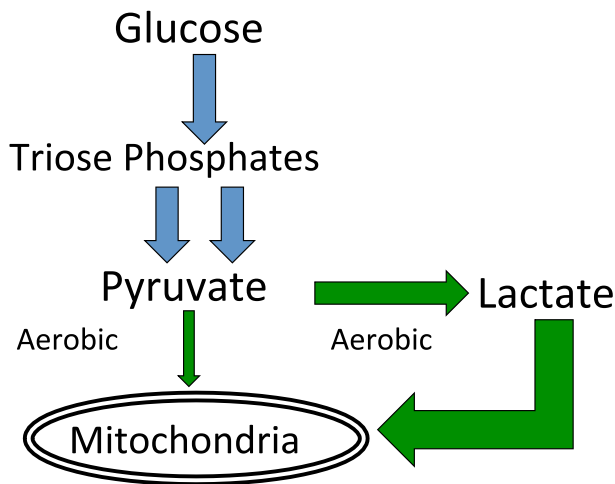 Glucose
Triose Phosphates
Pyruvate
Lactate
Aerobic
Aerobic
Mitochondria